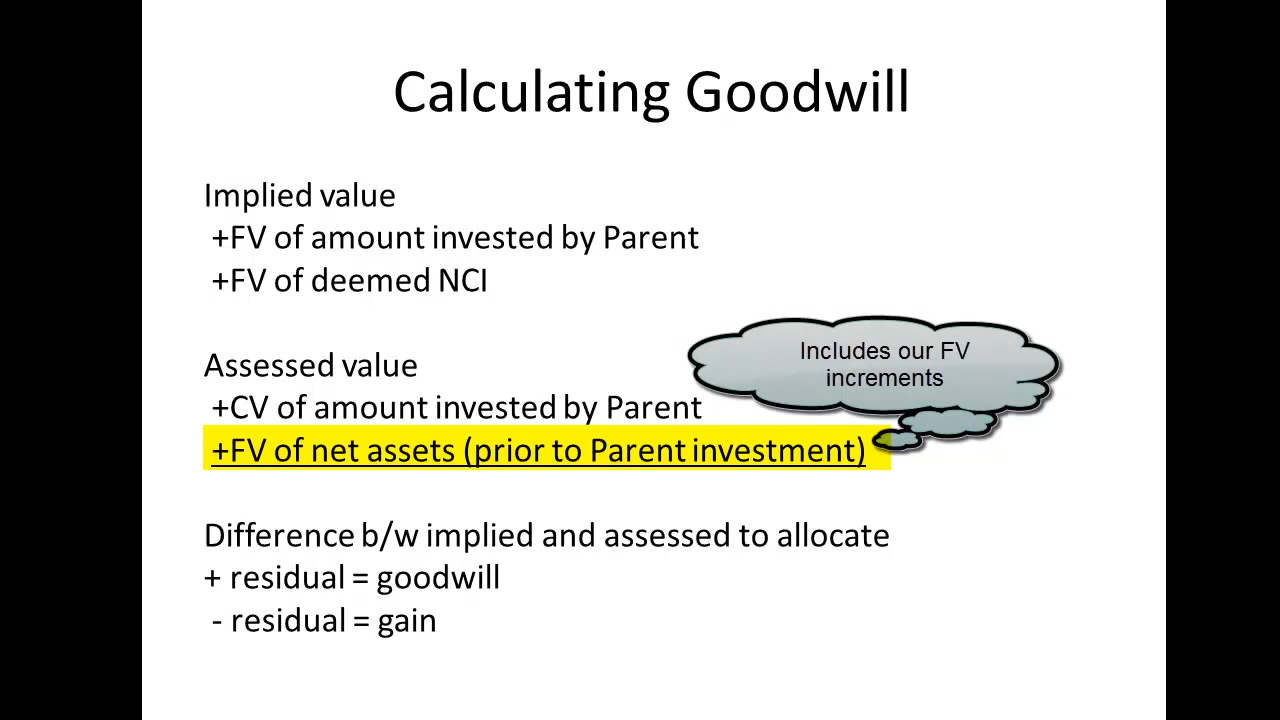 Calculating Goodwill
Implied value
+FV of amount invested by Parent
+FV of deemed NCI
Includes our FV
increments
Assessed value
+CV of amount invested by Parent
+FV of net assets (prior to Parent investment)
Difference b/w implied and assessed to allocate
+ residual = goodwill
- residual = gain